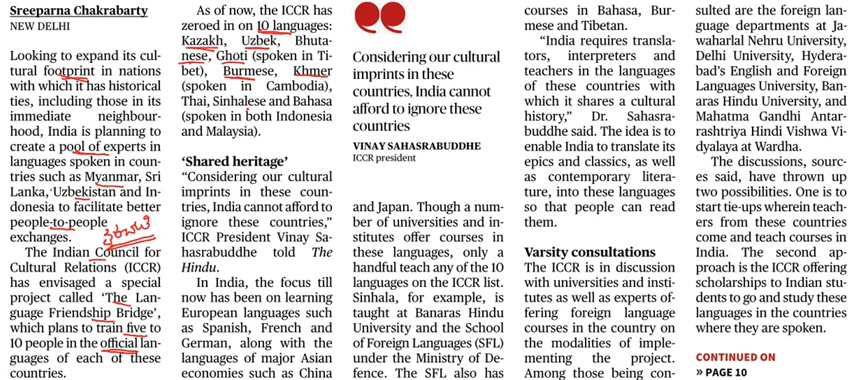 Sreeparna Chakrabarty
NEW DELHI
Looking to expand its cul-
tural footprint in nations
with which it has historical
ties, including those in its
immediate neighbour-
hood, India is planning to
create a pool of experts in
languages spoken in coun-
tries such as Myanmar, Sri
Lanka, Uzbekistan and In-
donesia to facilitate better
people-to-people
exchanges.
The Indian Council for
Cultural Relations (ICCR)
has envisaged a special
project called ‘The Lan-
guage Friendship Bridge’,
which plans to train five to
10 people in the official lan-
guages of each of these
countries.
As of now, the ICCR has
zeroed in on 10 languages:
Kazakh, Uzbek, Bhuta-
nese, Ghoti (spoken in Ti-
bet), Burmese, Khmer
(spoken in Cambodia),
Thai, Sinhalese and Bahasa
(spoken in both Indonesia
and Malaysia).
‘Shared heritage’
“Considering our cultural
imprints in these coun-
tries, India cannot afford to
ignore these countries,”
ICCR President Vinay Sa-
hasrabuddhe told The
Hindu.
In India, the focus till
now has been on learning
European languages such
as Spanish, French and
German, along with the
languages of major Asian
economies such as China
Considering our cultural
imprints in these
countries, India cannot
afford to ignore these
countries
VINAY SAHASRABUDDHE
ICCR president
and Japan. Though a num-
ber of universities and in-
stitutes offer courses in
these languages, only a
handful teach any of the 10
languages on the ICCR list.
Sinhala, for example, is
taught at Banaras Hindu
University and the School
of Foreign Languages (SFL)
under the Ministry of De-
fence. The SFL also has
courses in Bahasa, Bur-
mese and Tibetan.
“India requires transla-
tors, interpreters and
teachers in the languages
of these countries with
which it shares a cultural
history,” Dr. Sahasra-
buddhe said. The idea is to
enable India to translate its
epics and classics, as well
as contemporary litera-
ture, into these languages
so that people can read
them.
Varsity consultations
The ICCR is in discussion
with universities and insti-
tutes as well as experts of-
fering foreign language
courses in the country on
the modalities of imple-
menting the project.
Among those being con-
sulted are the foreign lan-
guage departments at Ja-
waharlal Nehru University,
Delhi University, Hydera-
bad’s English and Foreign
Languages University, Ban-
aras Hindu University, and
Mahatma Gandhi Antar-
rashtriya Hindi Vishwa Vi-
dyalaya at Wardha.
The discussions, sourc-
es said, have thrown up
two possibilities. One is to
start tie-ups wherein teach-
ers from these countries
come and teach courses in
India. The second ap-
proach is the ICCR offering
scholarships to Indian stu-
dents to go and study these
languages in the countries
where they are spoken.
CONTINUED ON
» PAGE 10